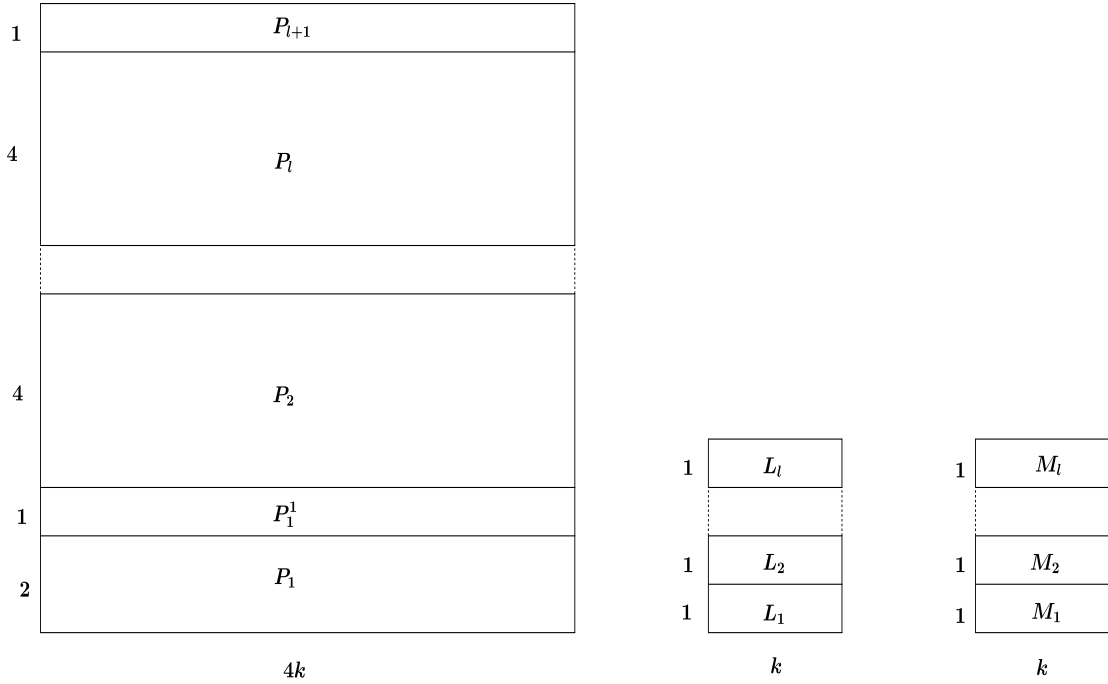 1 $P_{l+1}$
4 $P_l$
4 $P_2$
1 $L_l$ 1 $M_l$
1 $P_1^1$
1 $L_2$ 1 $M_2$
2 $P_1$
1 $L_1$ 1 $M_1$
4k k k